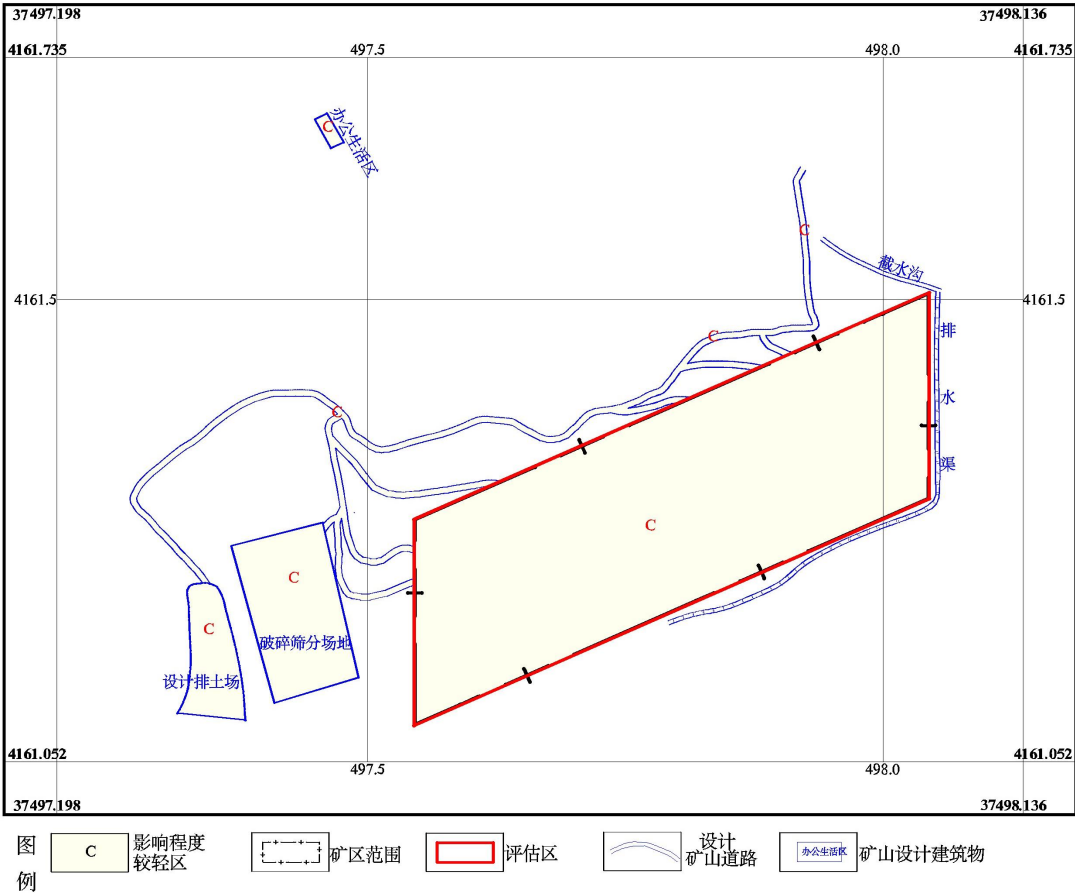 37497.198
37498.136
4161.735
497.5
498.0
4161.735
办公生活区
C
C
截水沟
4161.5
4161.5
排水渠
C
C
C
C
C
破碎筛分场地
设计排土场
4161.052
497.5
498.0
4161.052
37497.198
37498.136
图例
C
影响程度
较轻区
矿区范围
评估区
设计
矿山道路
办公生活区
矿山设计建筑物